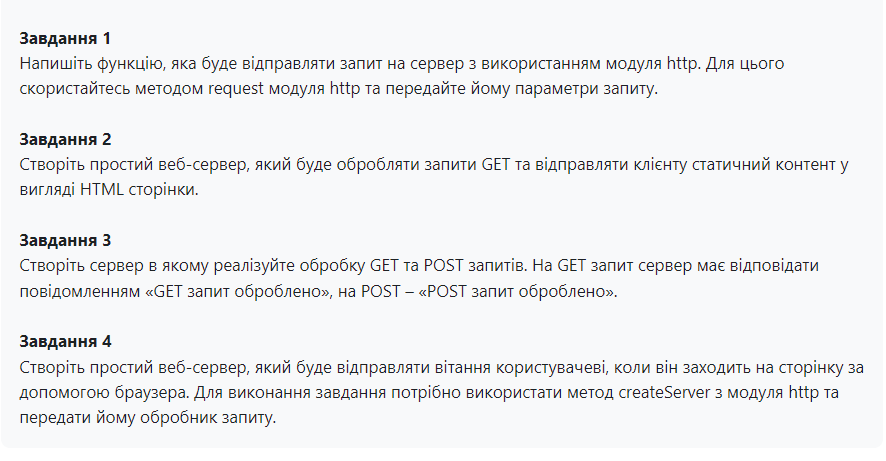 Завдання 1
Напишіть функцію, яка буде відправляти запит на сервер з використанням модуля http. Для цього
скористайтесь методом request модуля http та передайте йому параметри запиту.
Завдання 2
Створіть простий веб-сервер, який буде обробляти запити GET та відправляти клієнту статичний контент у
вигляді HTML сторінки.
Завдання 3
Створіть сервер в якому реалізуйте обробку GET та POST запитів. На GET запит сервер має відповідати
повідомленням «GET запит оброблено», на POST – «POST запит оброблено».
Завдання 4
Створіть простий веб-сервер, який буде відправляти вітання користувачеві, коли він заходить на сторінку за
допомогою браузера. Для виконання завдання потрібно використати метод createServer з модуля http та
передати йому обробник запиту.